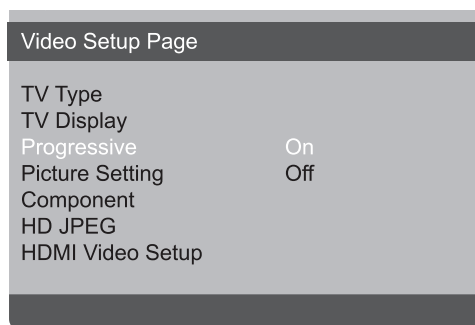 Video Setup Page
TV Type
TV Display
Progressive On
Picture Setting Off
Component
HD JPEG
HDMI Video Setup